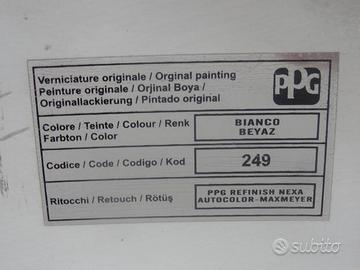 Verniciature originale / Orginal painting
Peinture originale / Orjinal Boya /
Originallackierung / Pintado original
PPG
Colore / Teinte / Colour / Renk
Farbton / Color
BIANCO
BEYAZ
Codice / Code / Codigo / Kod
249
Ritocchi / Retouch / Rötüş
PPG REFINISH NEXA
AUTOCOLOR-MAXMEYER
subito